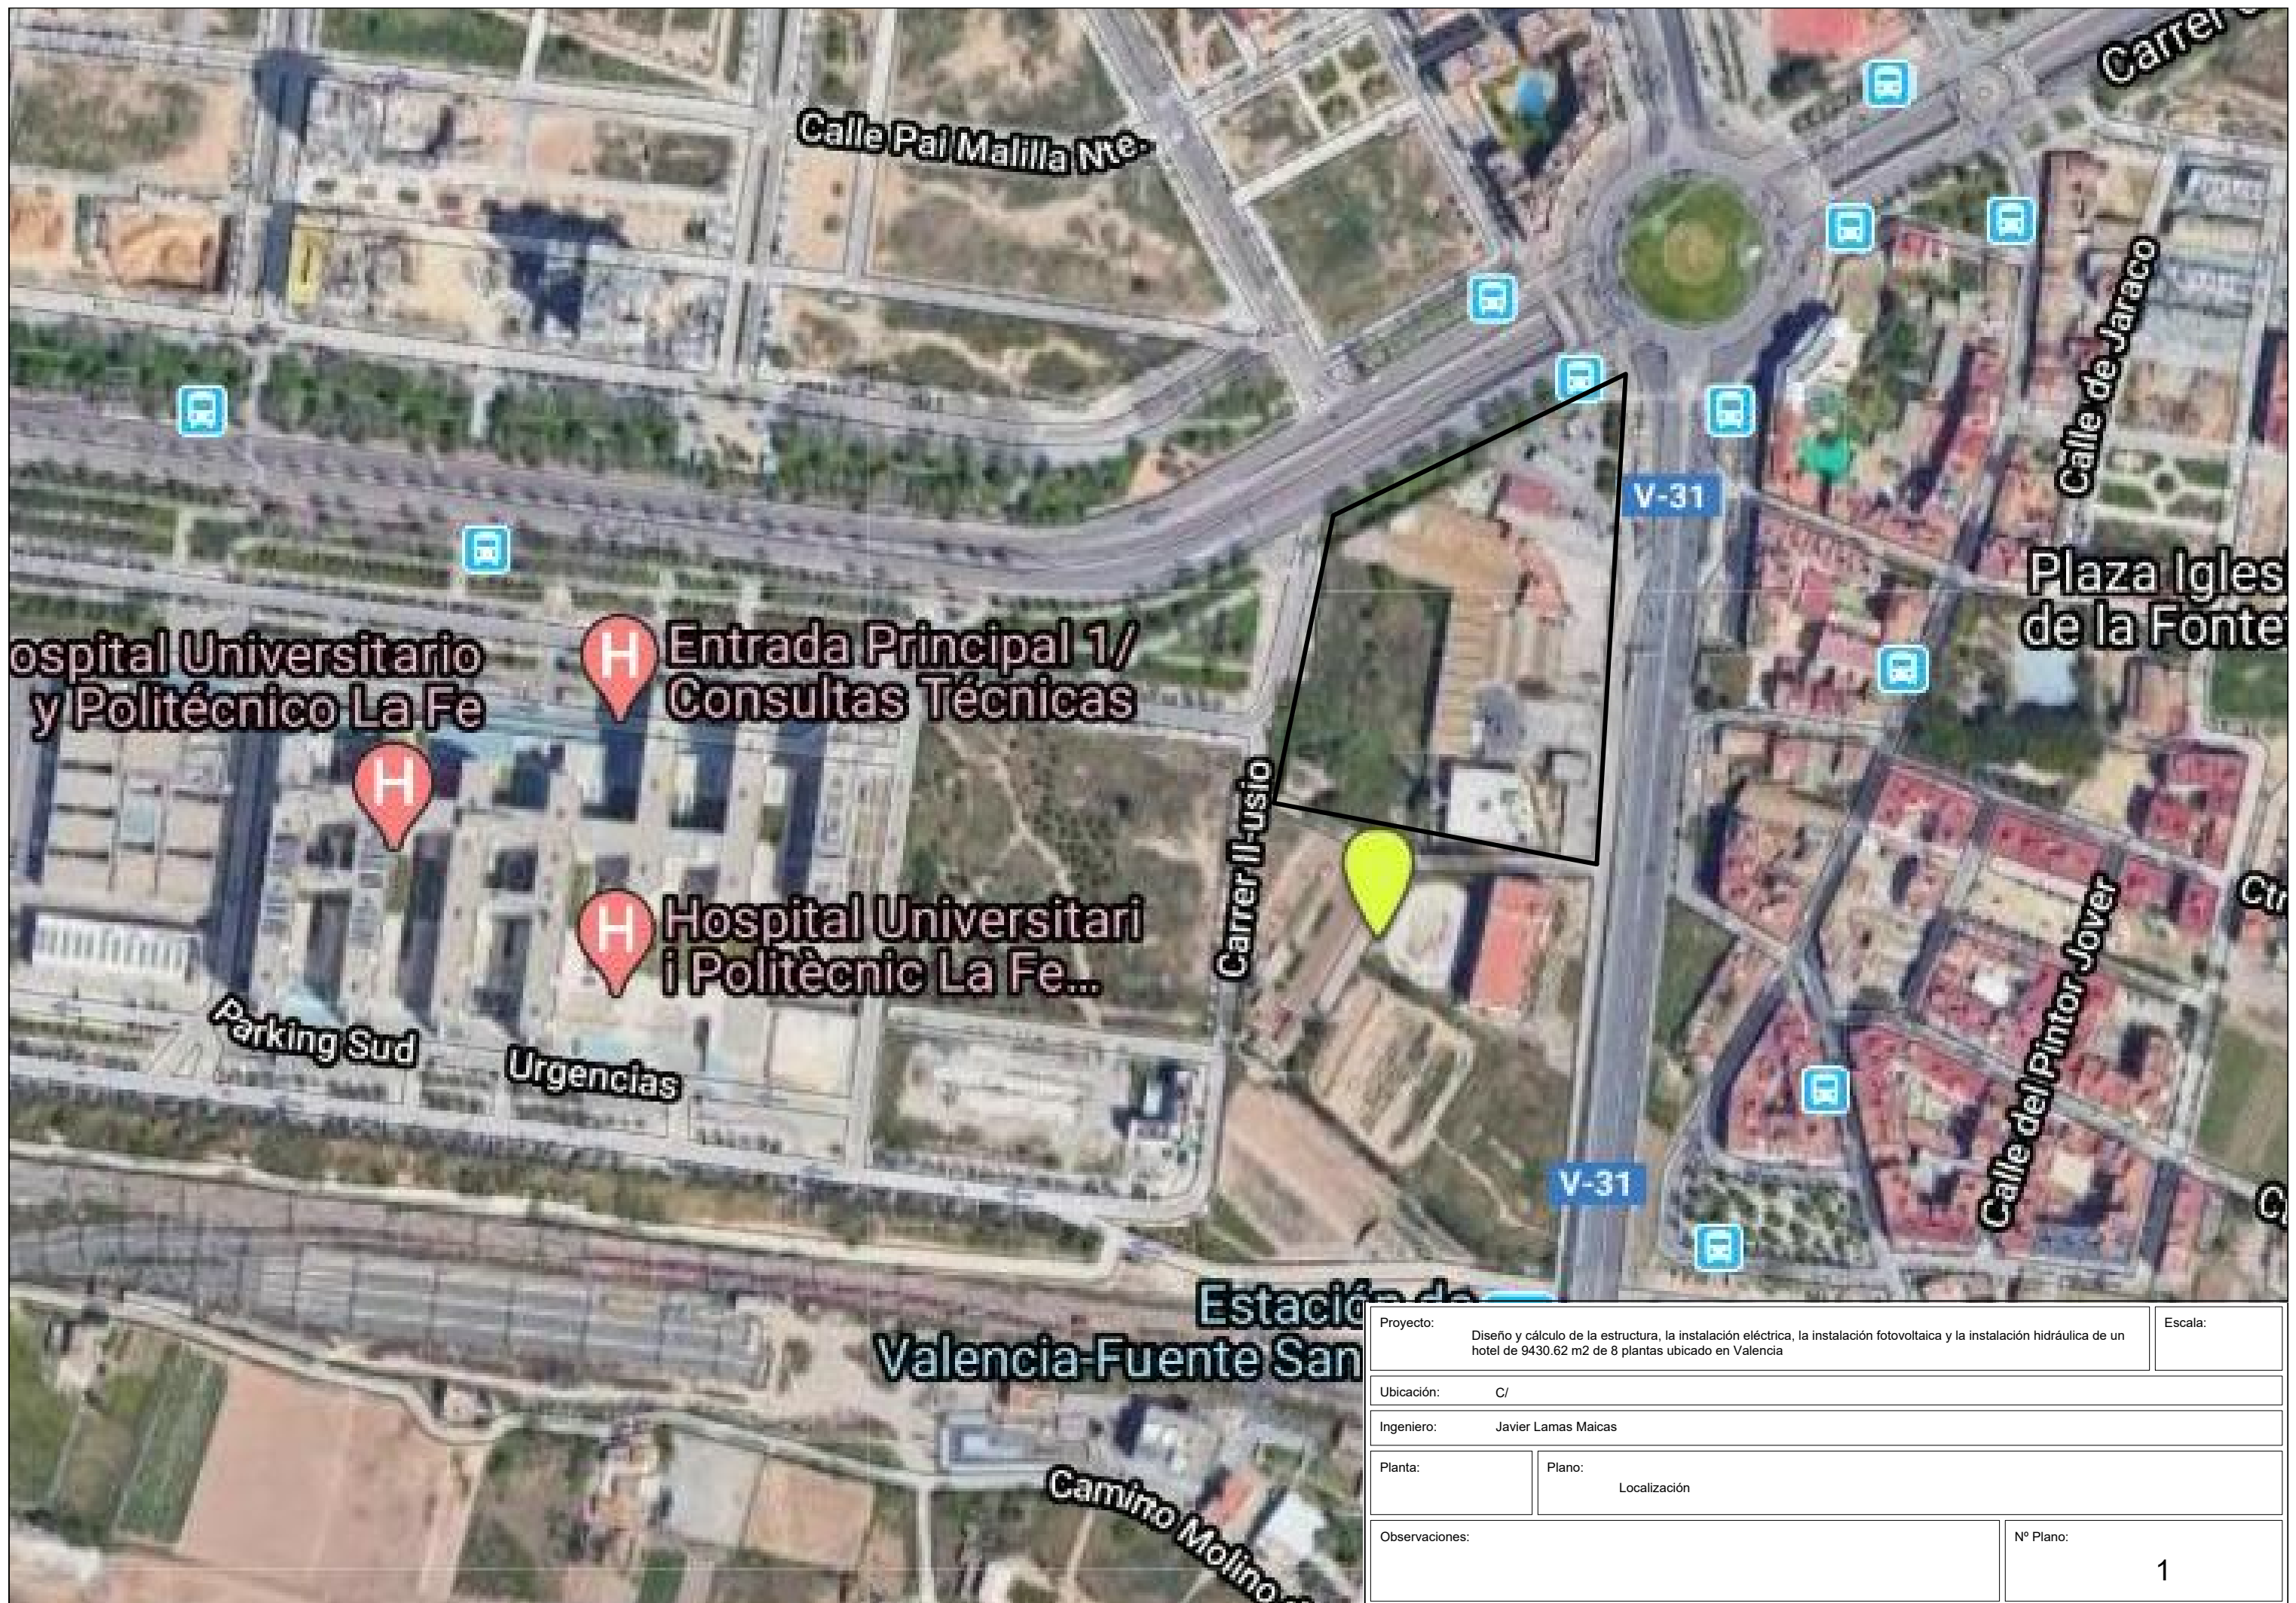 Carrer
Calle Pai Malilla Nte.
Calle de Jaraco
V-31
Plaza Igles
de la Fonte
ospital Universitario
y Politécnico La Fe
H
Entrada Principal 1/
Consultas Técnicas
H
Carrer Il-usio
H
Hospital Universitari
i Politècnic La Fe...
Calle del Pintor Jover
Parking Sud
Urgencias
V-31
Estación de
Valencia-Fuente San
Camino Molino
Proyecto:
Diseño y cálculo de la estructura, la instalación eléctrica, la instalación fotovoltaica y la instalación hidráulica de un
hotel de 9430.62 m2 de 8 plantas ubicado en Valencia
Escala:
Ubicación: C/
Ingeniero: Javier Lamas Maicas
Planta:
Plano:
Localización
Observaciones:
Nº Plano:
1